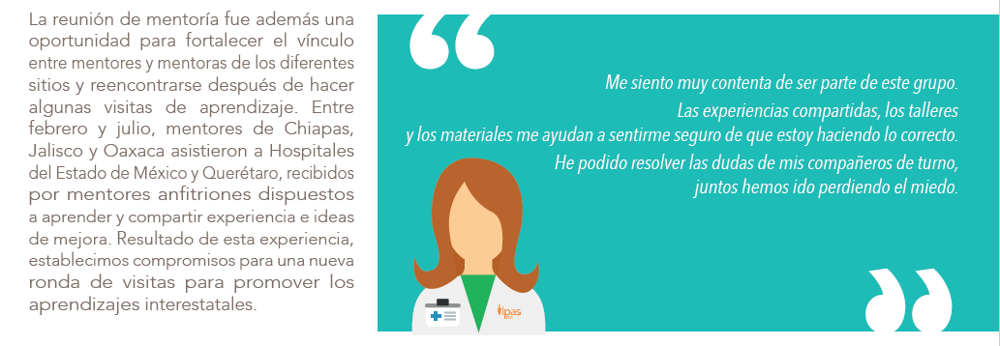 La reunión de mentoría fue además una
oportunidad para fortalecer el vínculo
entre mentores y mentoras de los diferentes
sitios y reencontrarse después de hacer
algunas visitas de aprendizaje. Entre
febrero y julio, mentores de Chiapas,
Jalisco y Oaxaca asistieron a Hospitales
del Estado de México y Querétaro, recibidos
por mentores anfitriones dispuestos
a aprender y compartir experiencia e ideas
de mejora. Resultado de esta experiencia,
establecimos compromisos para una nueva
ronda de visitas para promover los
aprendizajes interestatales.
“
Me siento muy contenta de ser parte de este grupo.
Las experiencias compartidas, los talleres
y los materiales me ayudan a sentirme seguro de que estoy haciendo lo correcto.
He podido resolver las dudas de mis compañeros de turno,
juntos hemos ido perdiendo el miedo.
”
Ipas